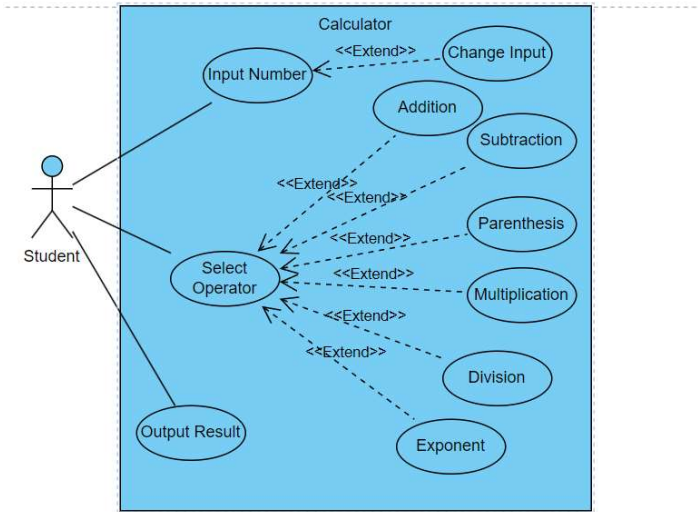 Calculator
<<Extend>>
Change Input
Input Number
Addition
Subtraction
<<Extend>>
<<Extend>>
Parenthesis
<<Extend>>
Student
Select
Operator
<<Extend>>
Multiplication
<<Extend>>
<<Extend>>
Division
Output Result
Exponent